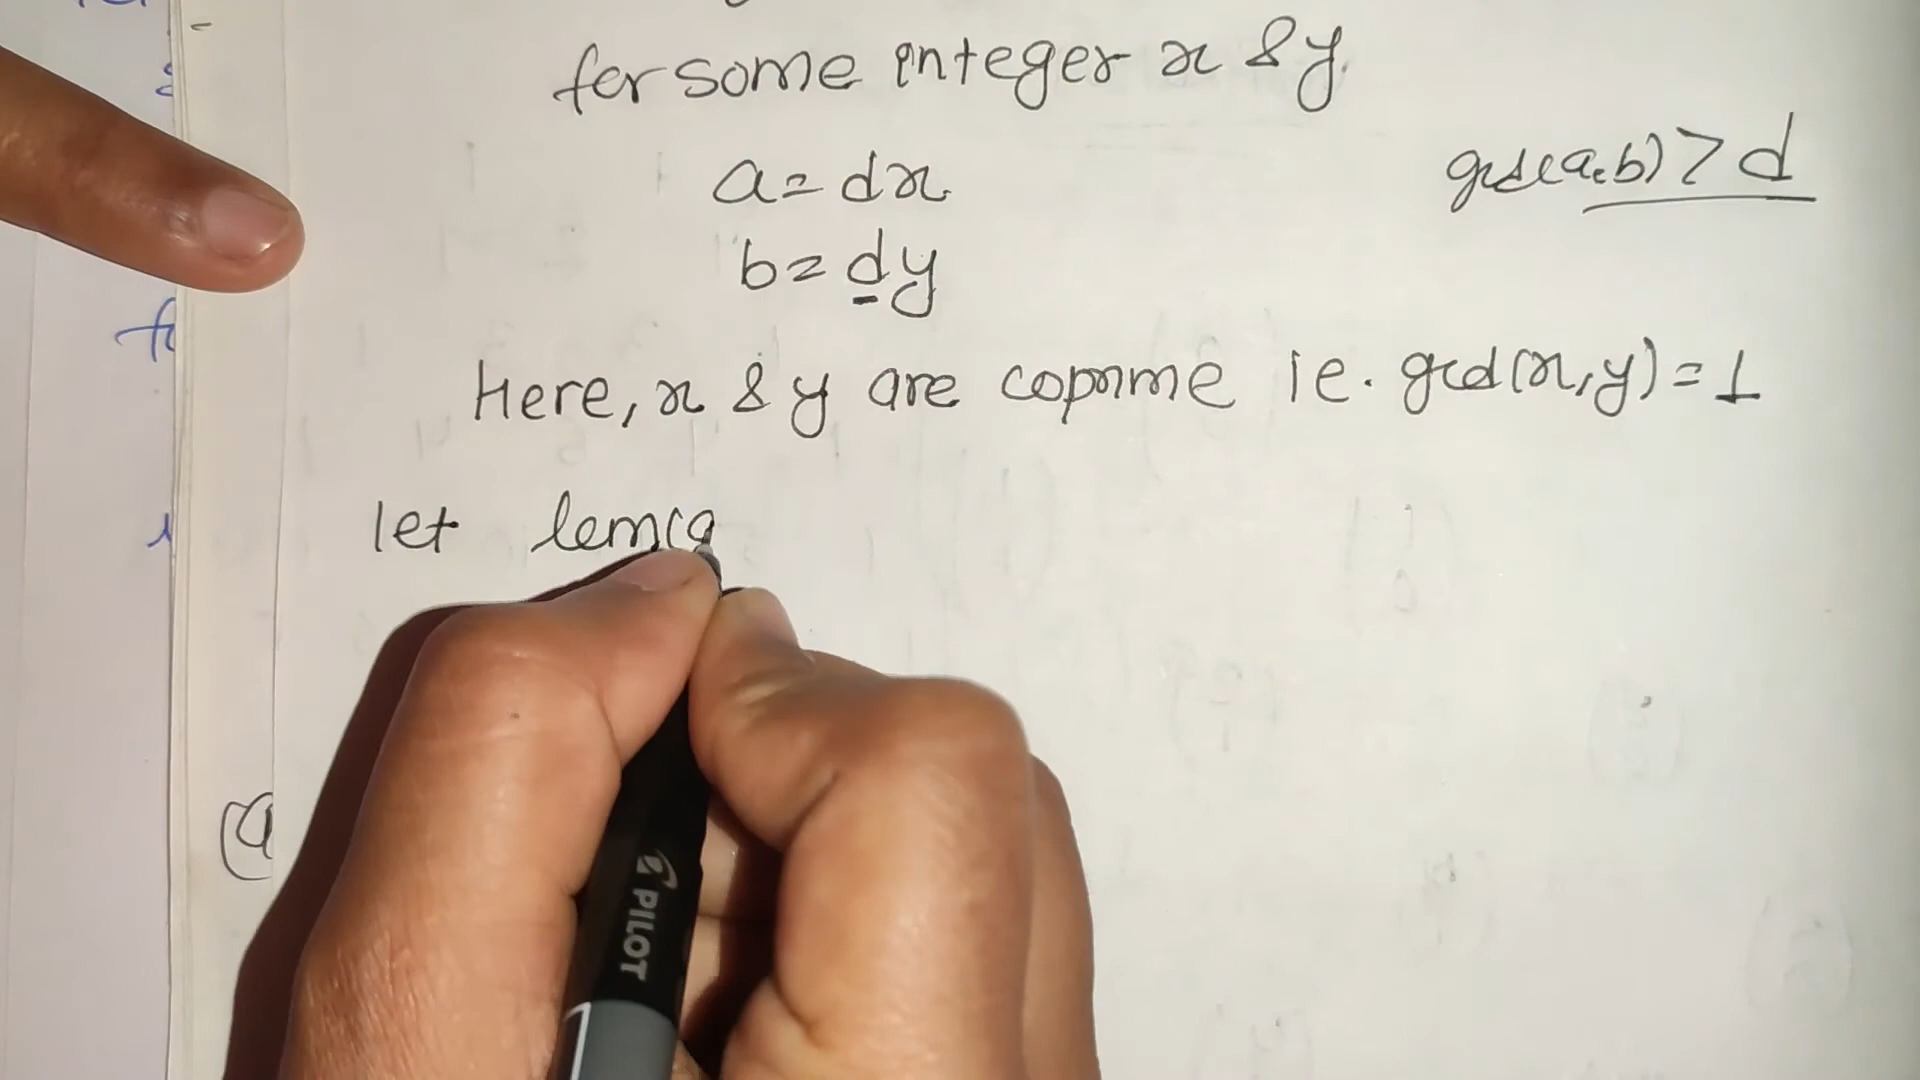 for some integer x & y.
a = dx
gcd(a,b) > d
b = dy
Here, x & y are coprime ie. gcd(x,y) = 1
let lcm(a
PILOT